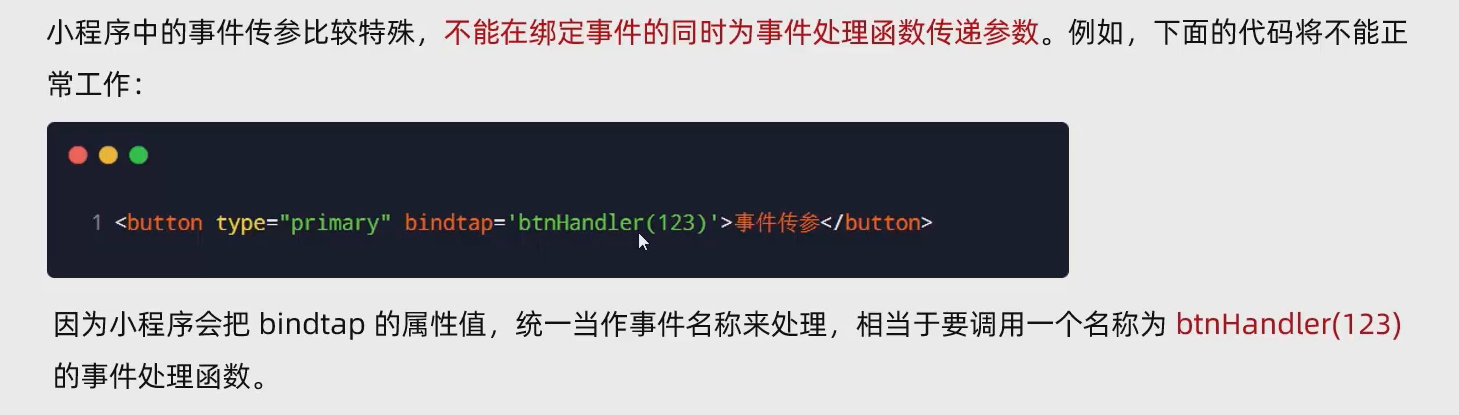 小程序中的事件传参比较特殊，不能在绑定事件的同时为事件处理函数传递参数。例如，下面的代码将不能正
常工作：
1 <button type="primary" bindtap='btnHandler(123)'>事件传参</button>
因为小程序会把 bindtap 的属性值，统一当作事件名称来处理，相当于要调用一个名称为 btnHandler(123)
的事件处理函数。